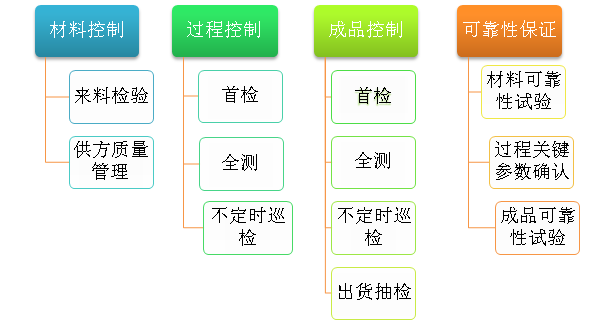 材料控制
来料检验
供方质量
管理
过程控制
首检
全测
不定时巡
检
成品控制
首检
全测
不定时巡
检
出货抽检
可靠性保证
材料可靠
性试验
过程关键
参数确认
成品可靠
性试验